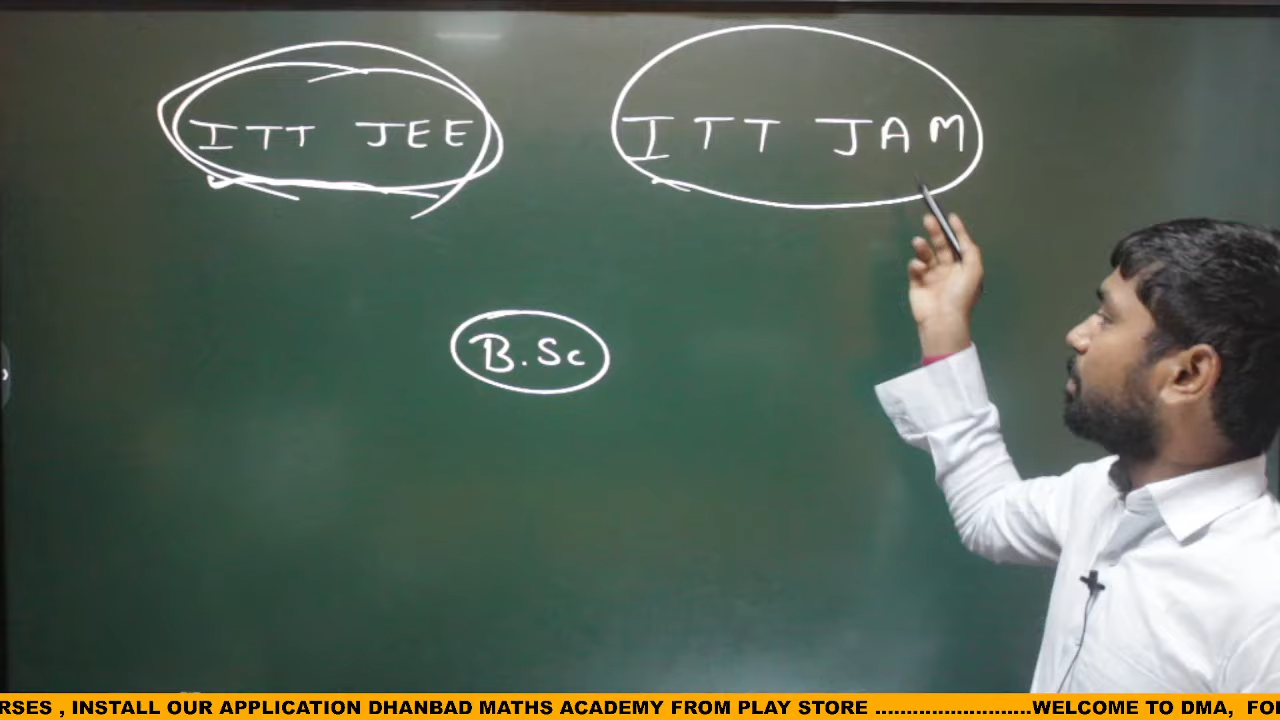 ITT JEE ITT JAM
B.Sc
RSES , INSTALL OUR APPLICATION DHANBAD MATHS ACADEMY FROM PLAY STORE ..............................WELCOME TO DMA, FO